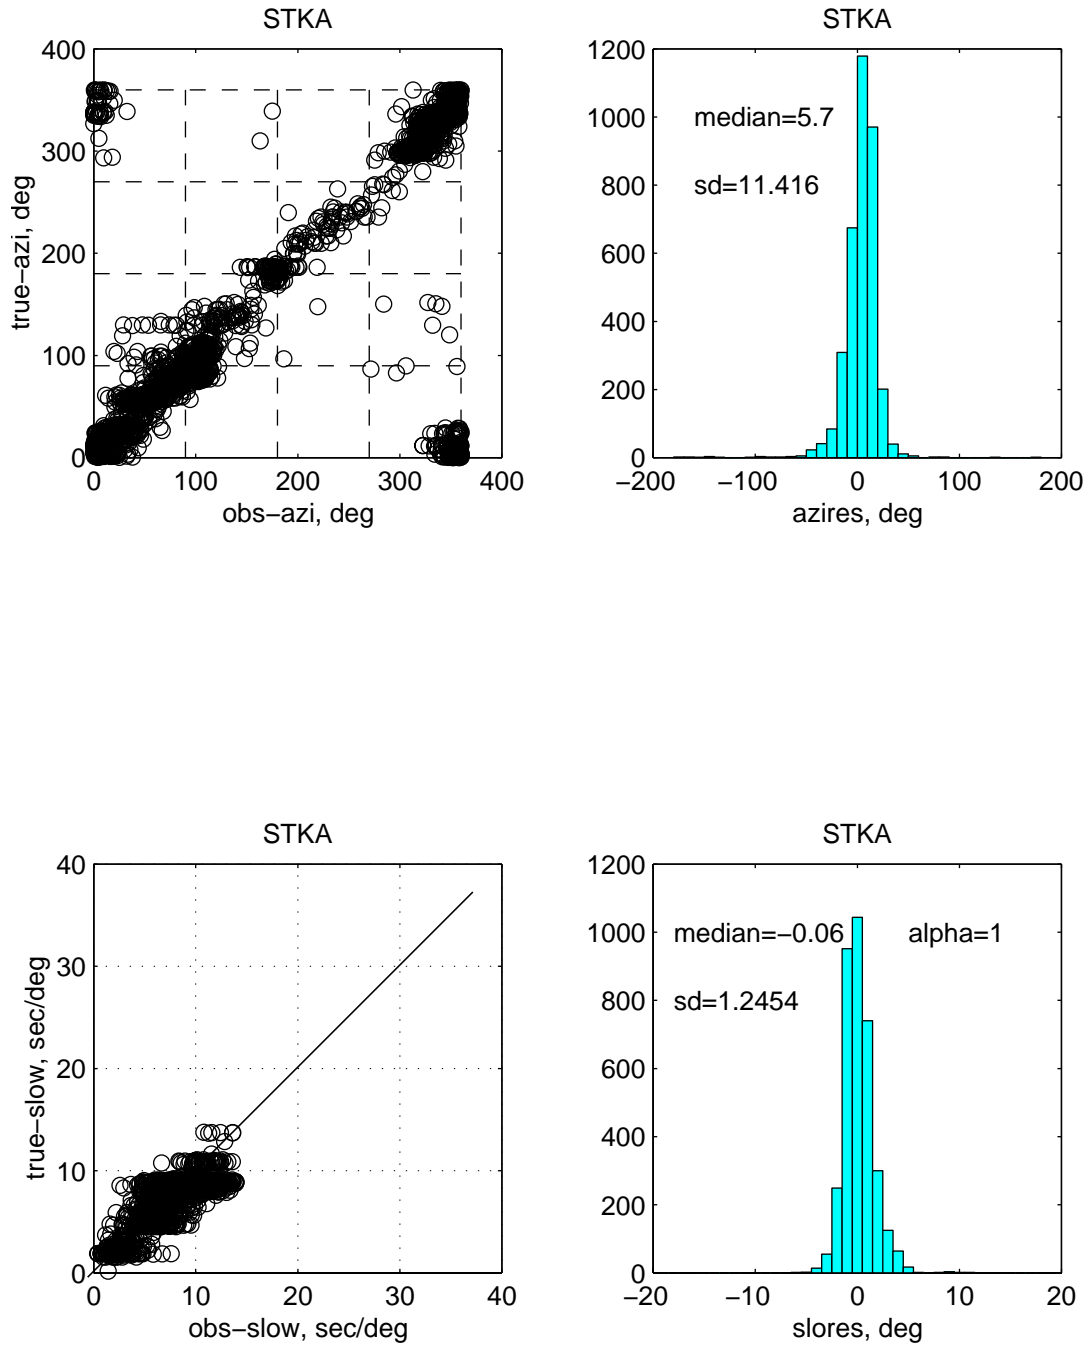 STKA
400
300
200
100
0
0 100 200 300 400
true−azi, deg
obs−azi, deg
STKA
1200
1000
800
600
400
200
0
−200 −100 0 100 200
median=5.7
sd=11.416
azires, deg
STKA
40
30
20
10
0
0 10 20 30 40
true−slow, sec/deg
obs−slow, sec/deg
STKA
1200
1000
800
600
400
200
0
−20 −10 0 10 20
median=−0.06 alpha=1
sd=1.2454
slores, deg